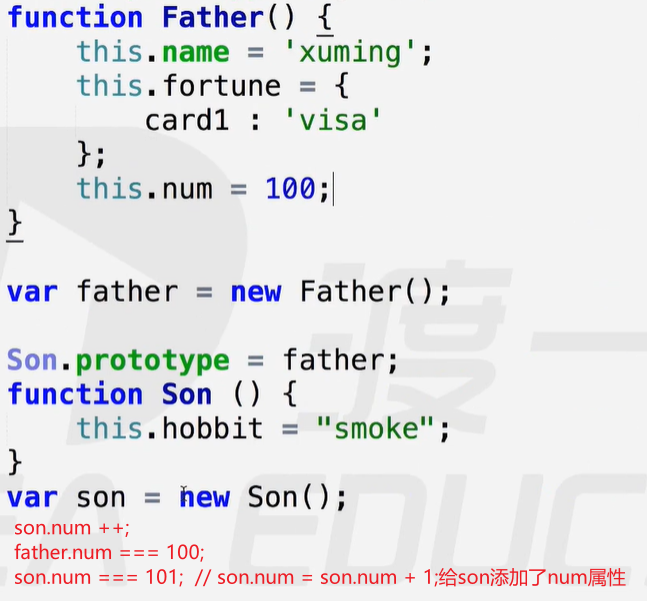 function Father() {
    this.name = 'xuming';
    this.fortune = {
        card1 : 'visa'
    };
    this.num = 100;
}
var father = new Father();
Son.prototype = father;
function Son () {
    this.hobbit = "smoke";
}
var son = new Son();
son.num ++;
father.num === 100;
son.num === 101;  // son.num = son.num + 1;给son添加了num属性